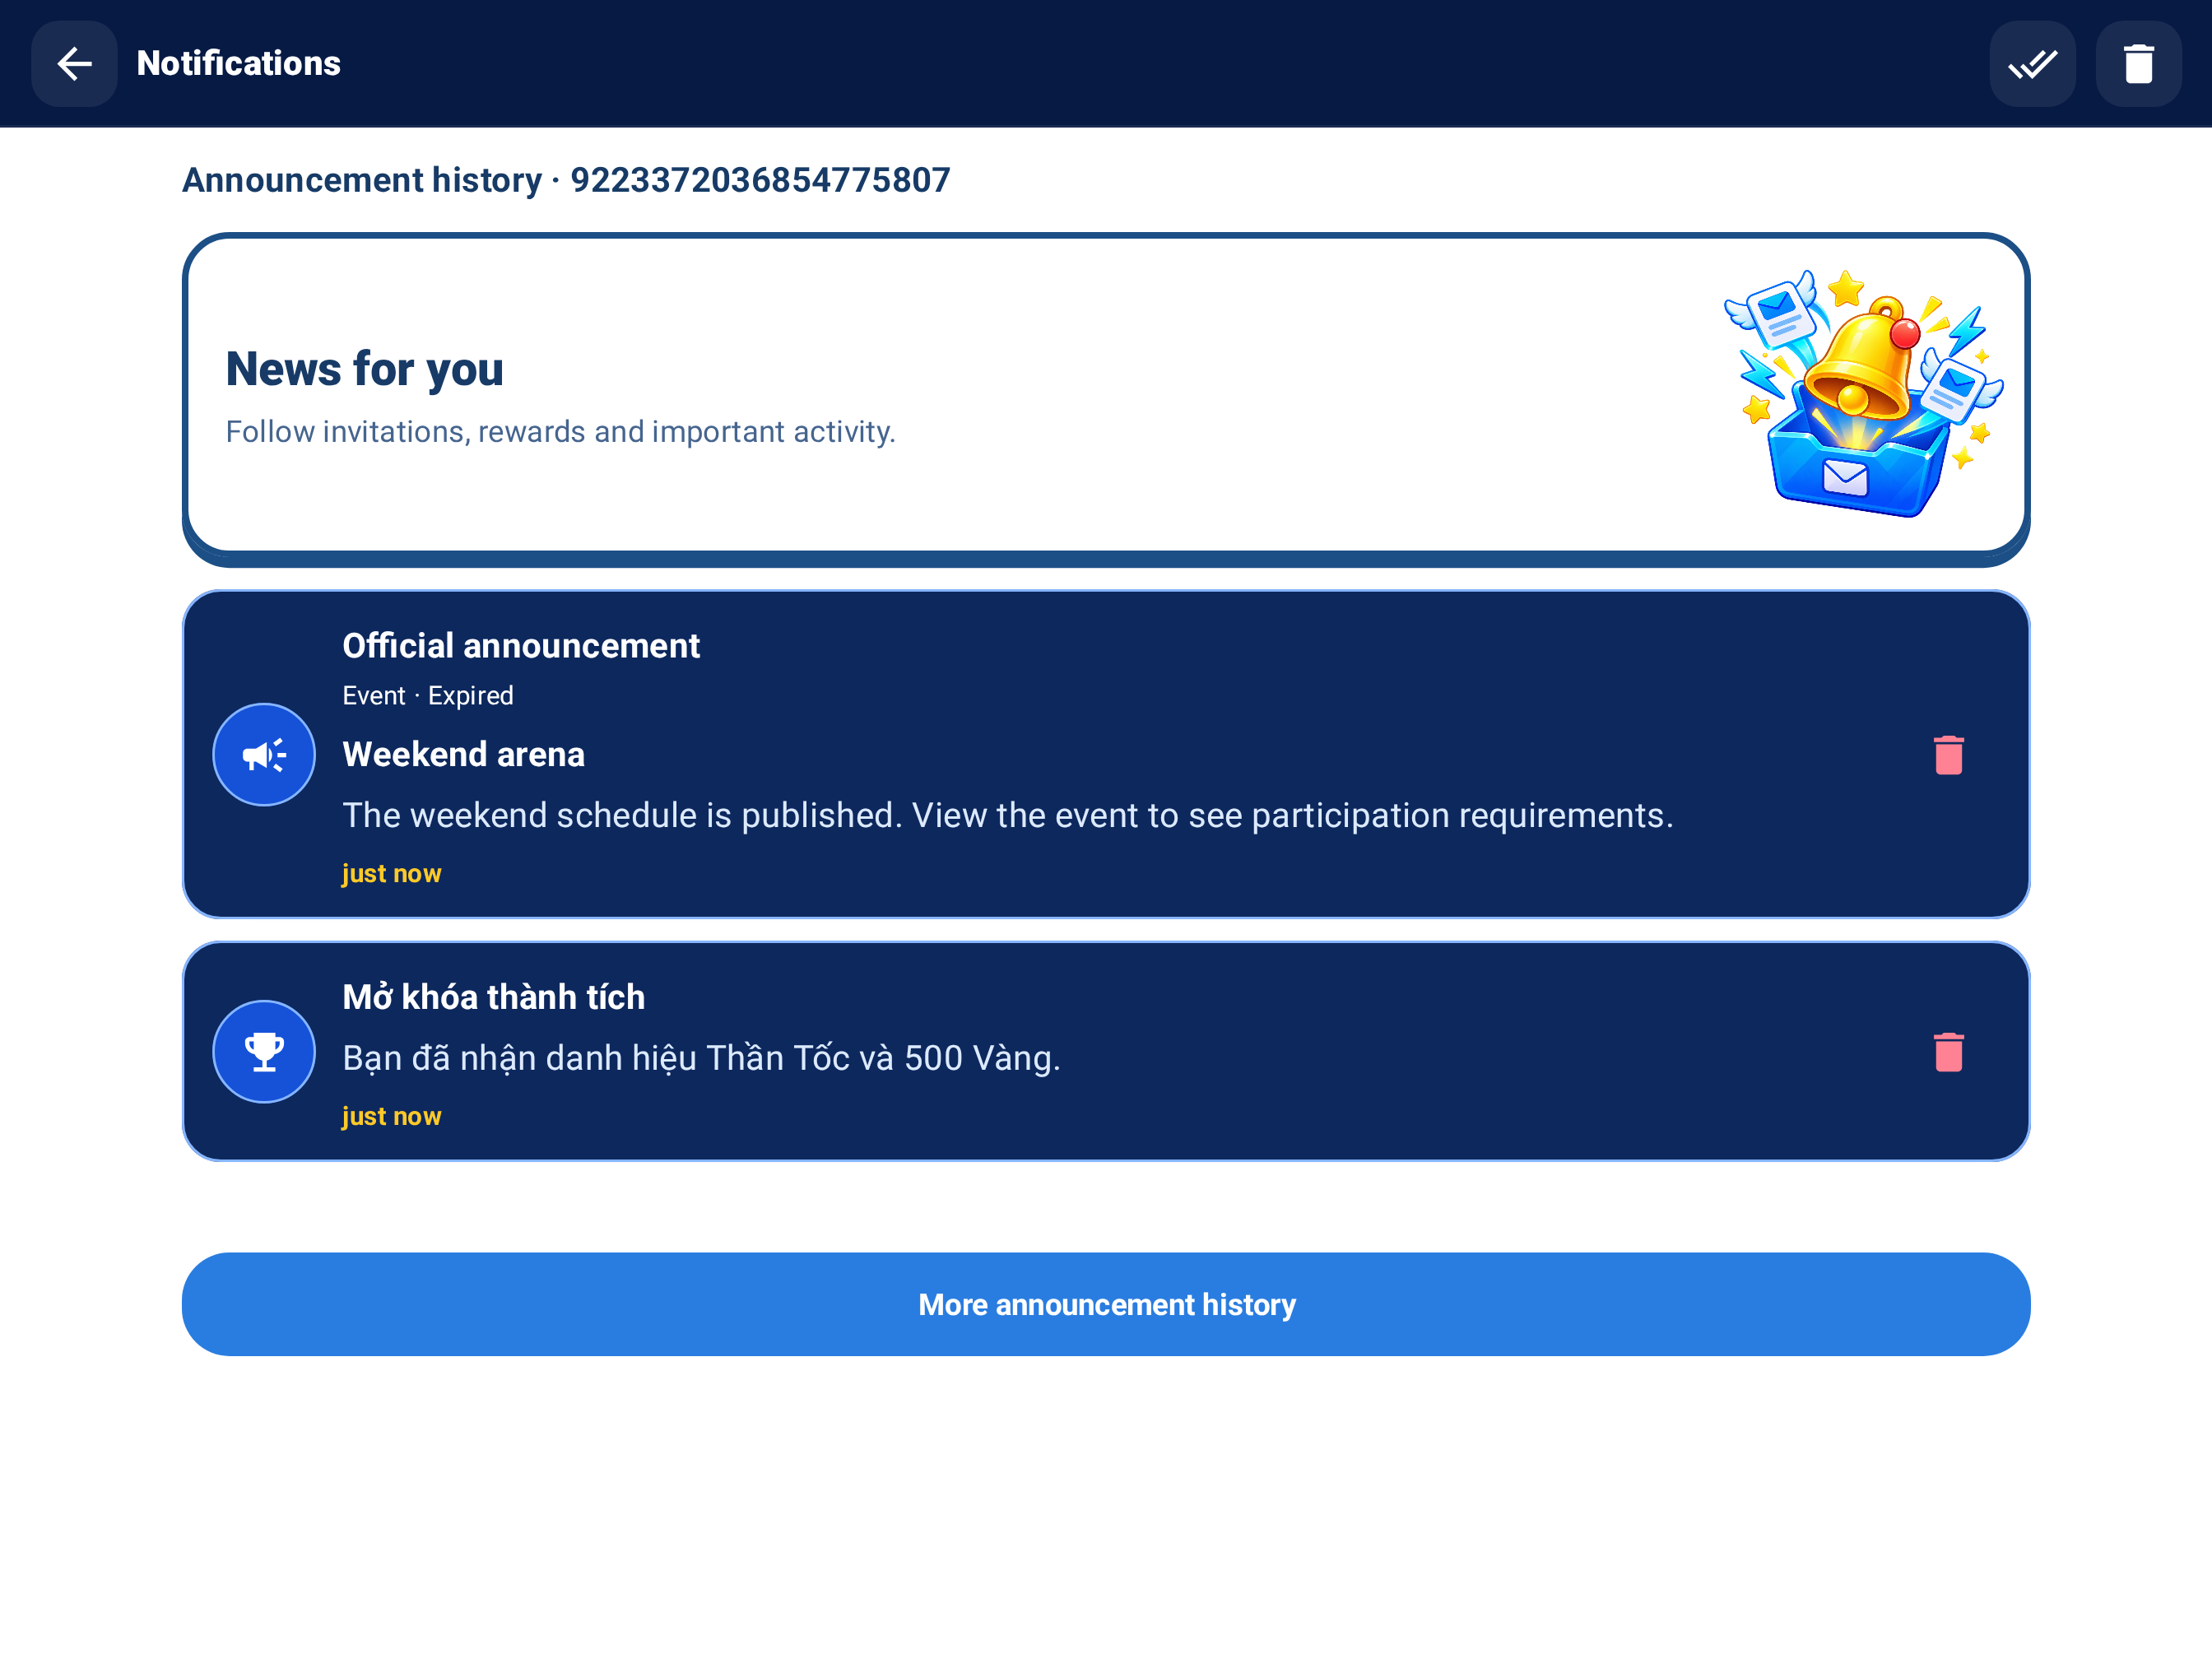 Notifications
Announcement history · 9223372036854775807
News for you
Follow invitations, rewards and important activity.
Official announcement
Event · Expired
Weekend arena
The weekend schedule is published. View the event to see participation requirements.
just now
Mở khóa thành tích
Bạn đã nhận danh hiệu Thần Tốc và 500 Vàng.
just now
More announcement history